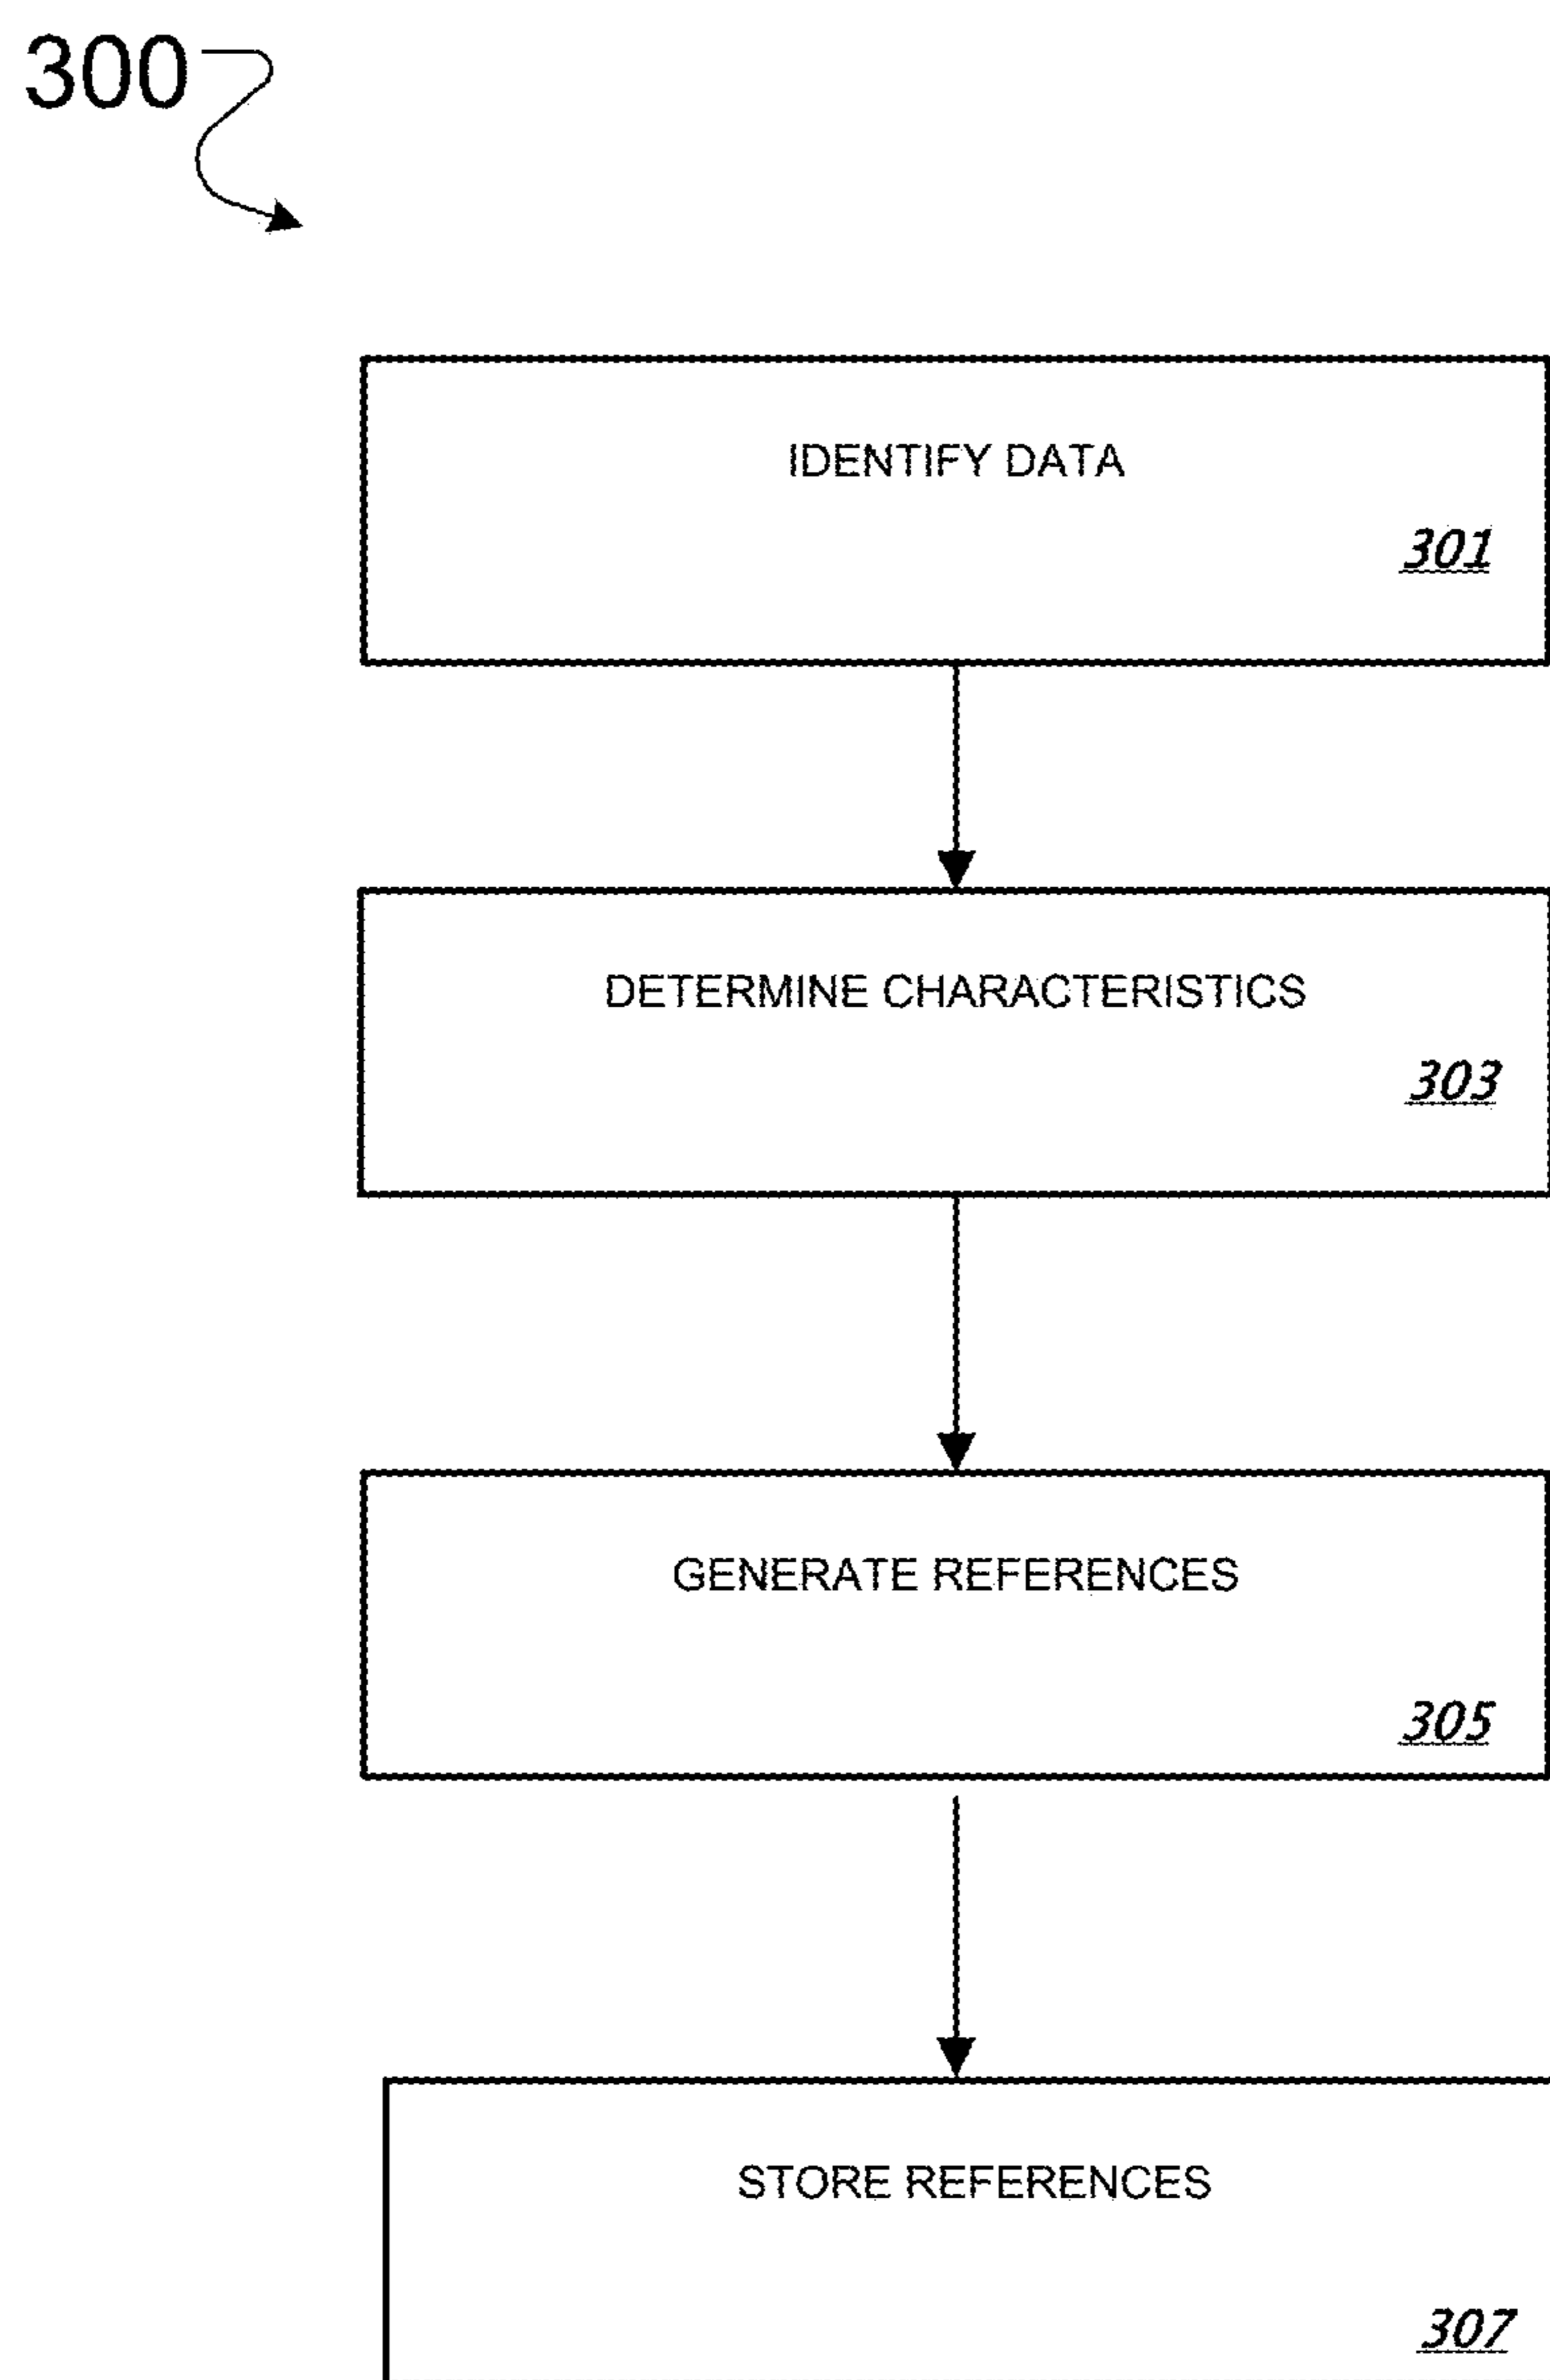 300
IDENTIFY DATA
301
DETERMINE CHARACTERISTICS
303
GENERATE REFERENCES
305
STORE REFERENCES
307